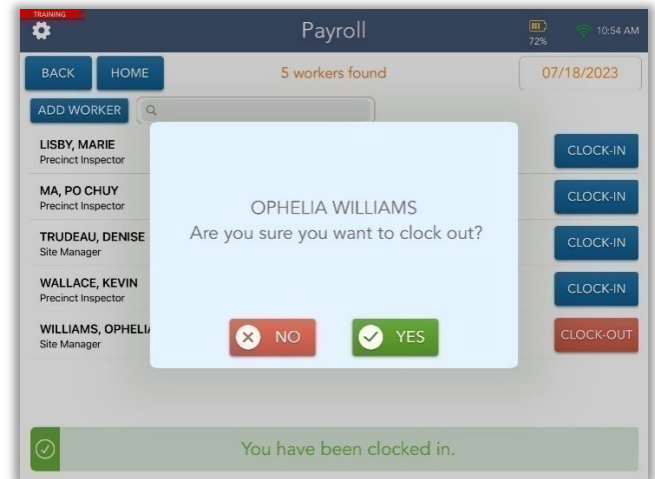 TRAINING
Payroll
72%
10:54 AM
BACK
HOME
5 workers found
07/18/2023
ADD WORKER
LISBY, MARIE
Precinct Inspector
CLOCK-IN
MA, PO CHUY
Precinct Inspector
CLOCK-IN
TRUDEAU, DENISE
Site Manager
CLOCK-IN
WALLACE, KEVIN
Precinct Inspector
CLOCK-IN
WILLIAMS, OPHELIA
Site Manager
CLOCK-OUT
OPHELIA WILLIAMS
Are you sure you want to clock out?
NO
YES
You have been clocked in.